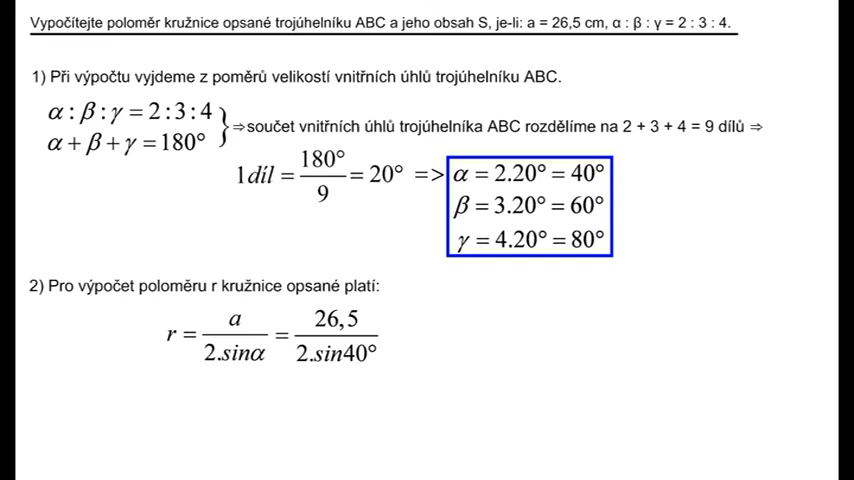 Vypočítejte poloměr kružnice opsané trojúhelníku ABC a jeho obsah S, je-li: a = 26,5 cm, α : β : γ = 2 : 3 : 4.
1) Při výpočtu vyjdeme z poměrů velikostí vnitřních úhlů trojúhelníku ABC.
α : β : γ = 2 : 3 : 4
α + β + γ = 180°
} ⇒ součet vnitřních úhlů trojúhelníka ABC rozdělíme na 2 + 3 + 4 = 9 dílů ⇒
1díl = 180° / 9 = 20° => α = 2.20° = 40°
β = 3.20° = 60°
γ = 4.20° = 80°
2) Pro výpočet poloměru r kružnice opsané platí:
r = a / 2.sinα = 26,5 / 2.sin40°